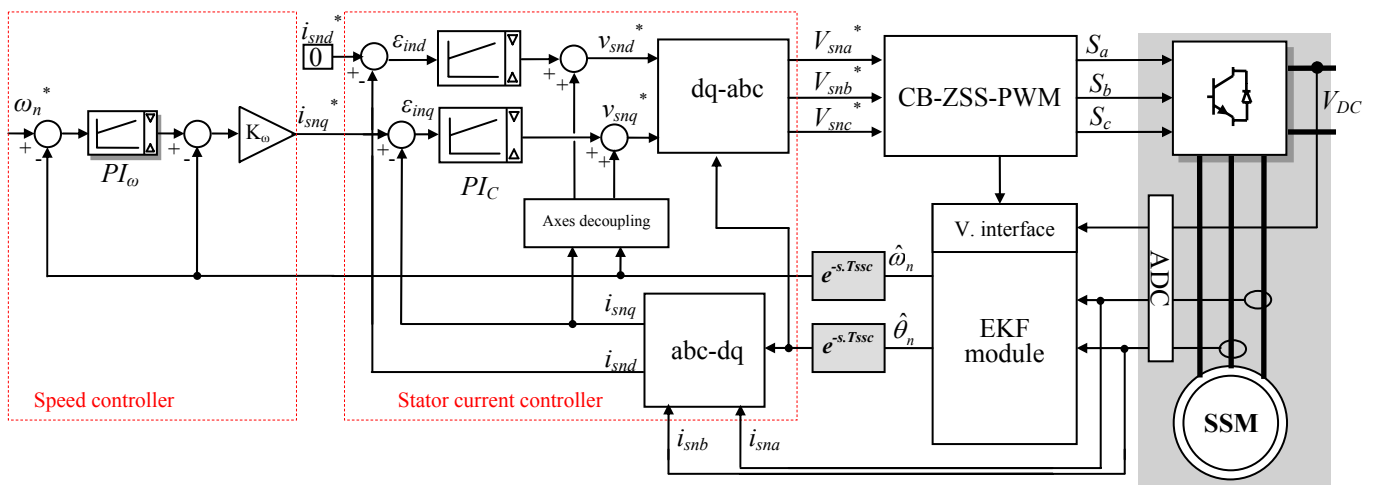 i_snd*
0
+
-
ε_ind
+
+
v_snd*
dq-abc
V_sna*
V_snb*
V_snc*
CB-ZSS-PWM
S_a
S_b
S_c
V_DC
ω_n*
+
-
PI_ω
+
-
K_ω
i_snq*
ε_inq
+
-
PI_C
v_snq*
+
+
Axes decoupling
V. interface
ADC
e^-s.Tssc
ω̂_n
i_snq
abc-dq
e^-s.Tssc
θ̂_n
EKF
module
i_snd
Speed controller
Stator current controller
i_snb
i_sna
SSM